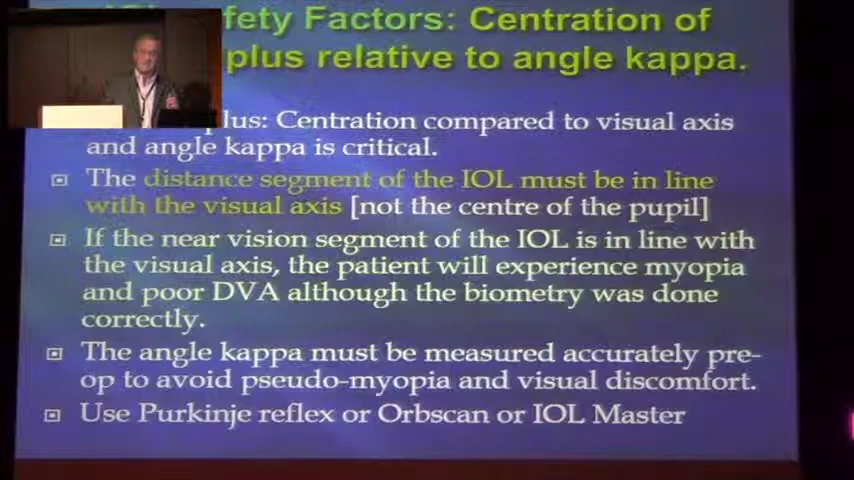 fety Factors: Centration of
plus relative to angle kappa.
plus: Centration compared to visual axis
and angle kappa is critical.
The distance segment of the IOL must be in line
with the visual axis [not the centre of the pupil]
If the near vision segment of the IOL is in line with
the visual axis, the patient will experience myopia
and poor DVA although the biometry was done
correctly.
The angle kappa must be measured accurately pre-
op to avoid pseudo-myopia and visual discomfort.
Use Purkinje reflex or Orbscan or IOL Master